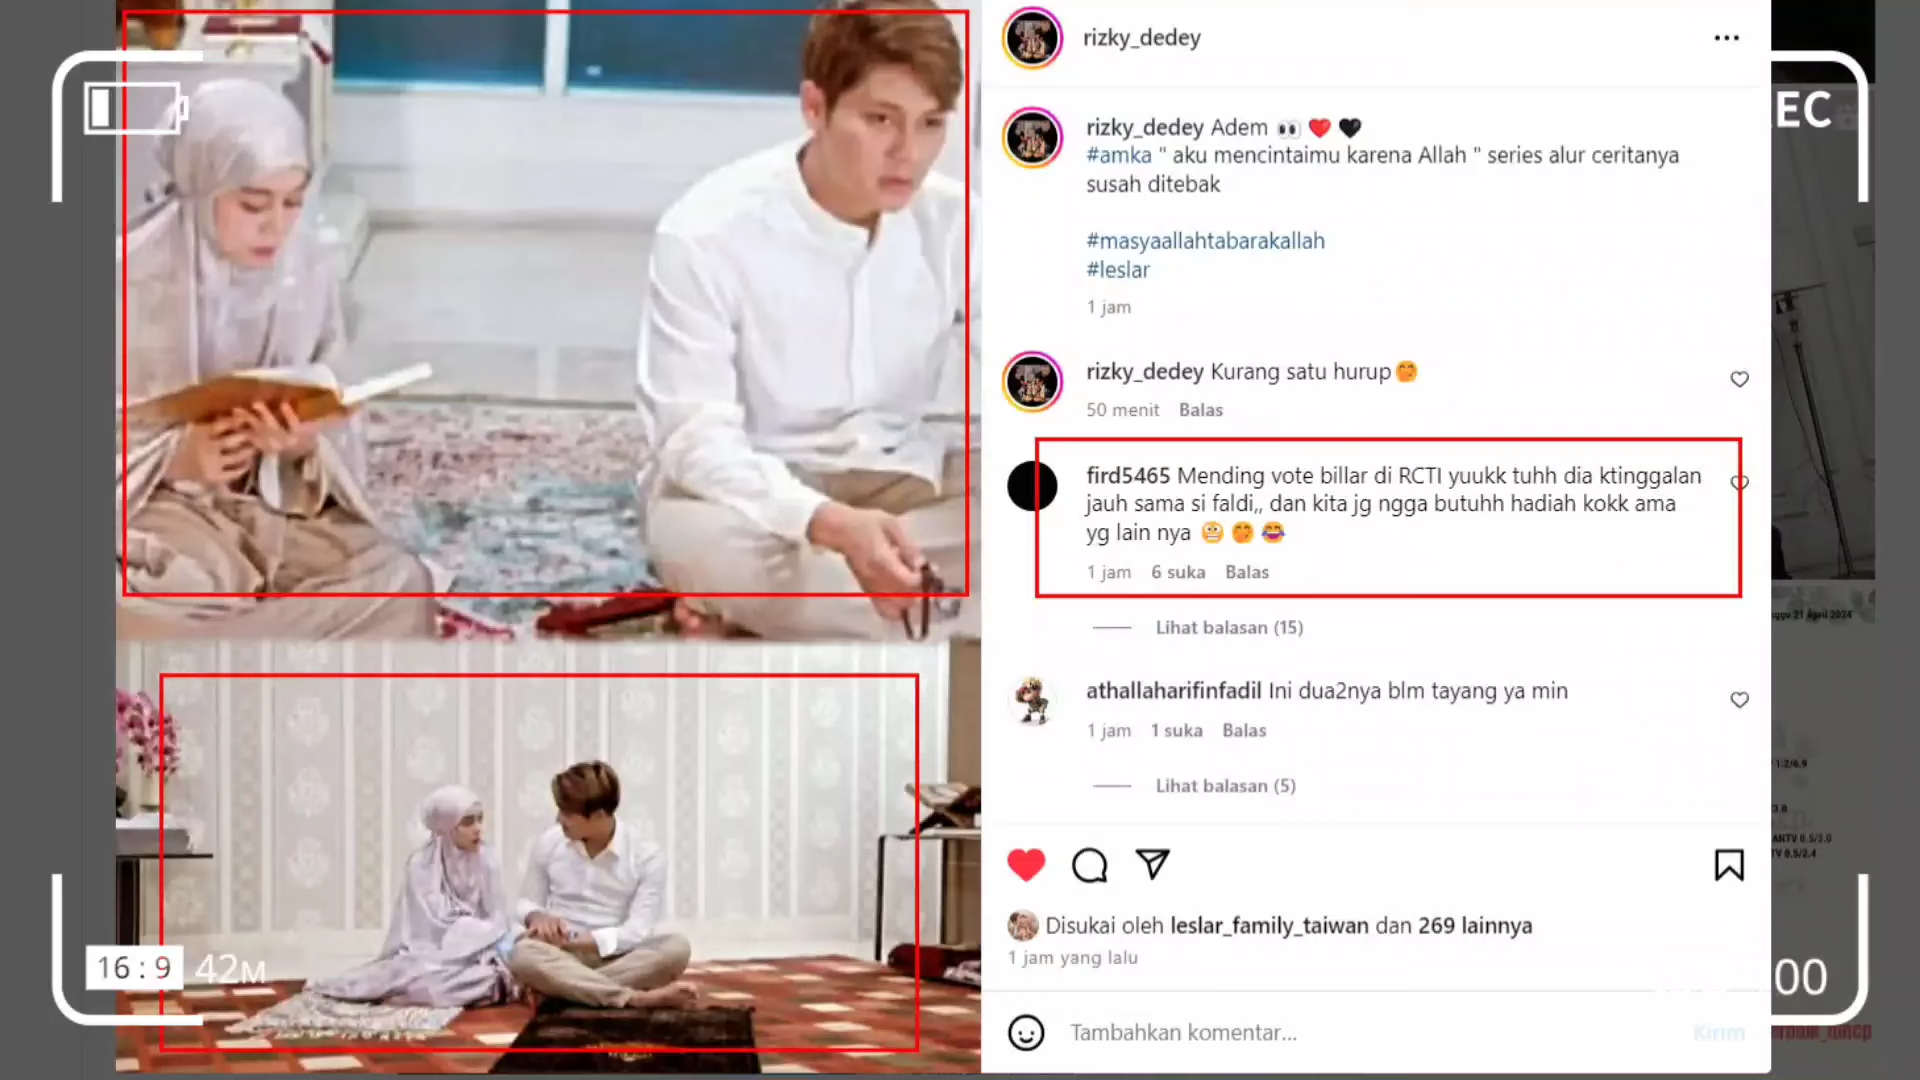 rizky_dedey
rizky_dedey Adem 👀 ❤️ 🖤
#amka " aku mencintaimu karena Allah " series alur ceritanya
susah ditebak
#masyaallahtabarakallah
#leslar
1 jam
rizky_dedey Kurang satu hurup🤭
50 menit Balas
fird5465 Mending vote billar di RCTI yuukk tuhh dia ktinggalan
jauh sama si faldi,, dan kita jg ngga butuhh hadiah kokk ama
yg lain nya 😬 🤭 😂
1 jam 6 suka Balas
Lihat balasan (15)
athallaharifinfadil Ini dua2nya blm tayang ya min
1 jam 1 suka Balas
Lihat balasan (5)
Disukai oleh leslar_family_taiwan dan 269 lainnya
1 jam yang lalu
Tambahkan komentar...
Kirim
EC
16 : 9 42M
00
21 April 2024